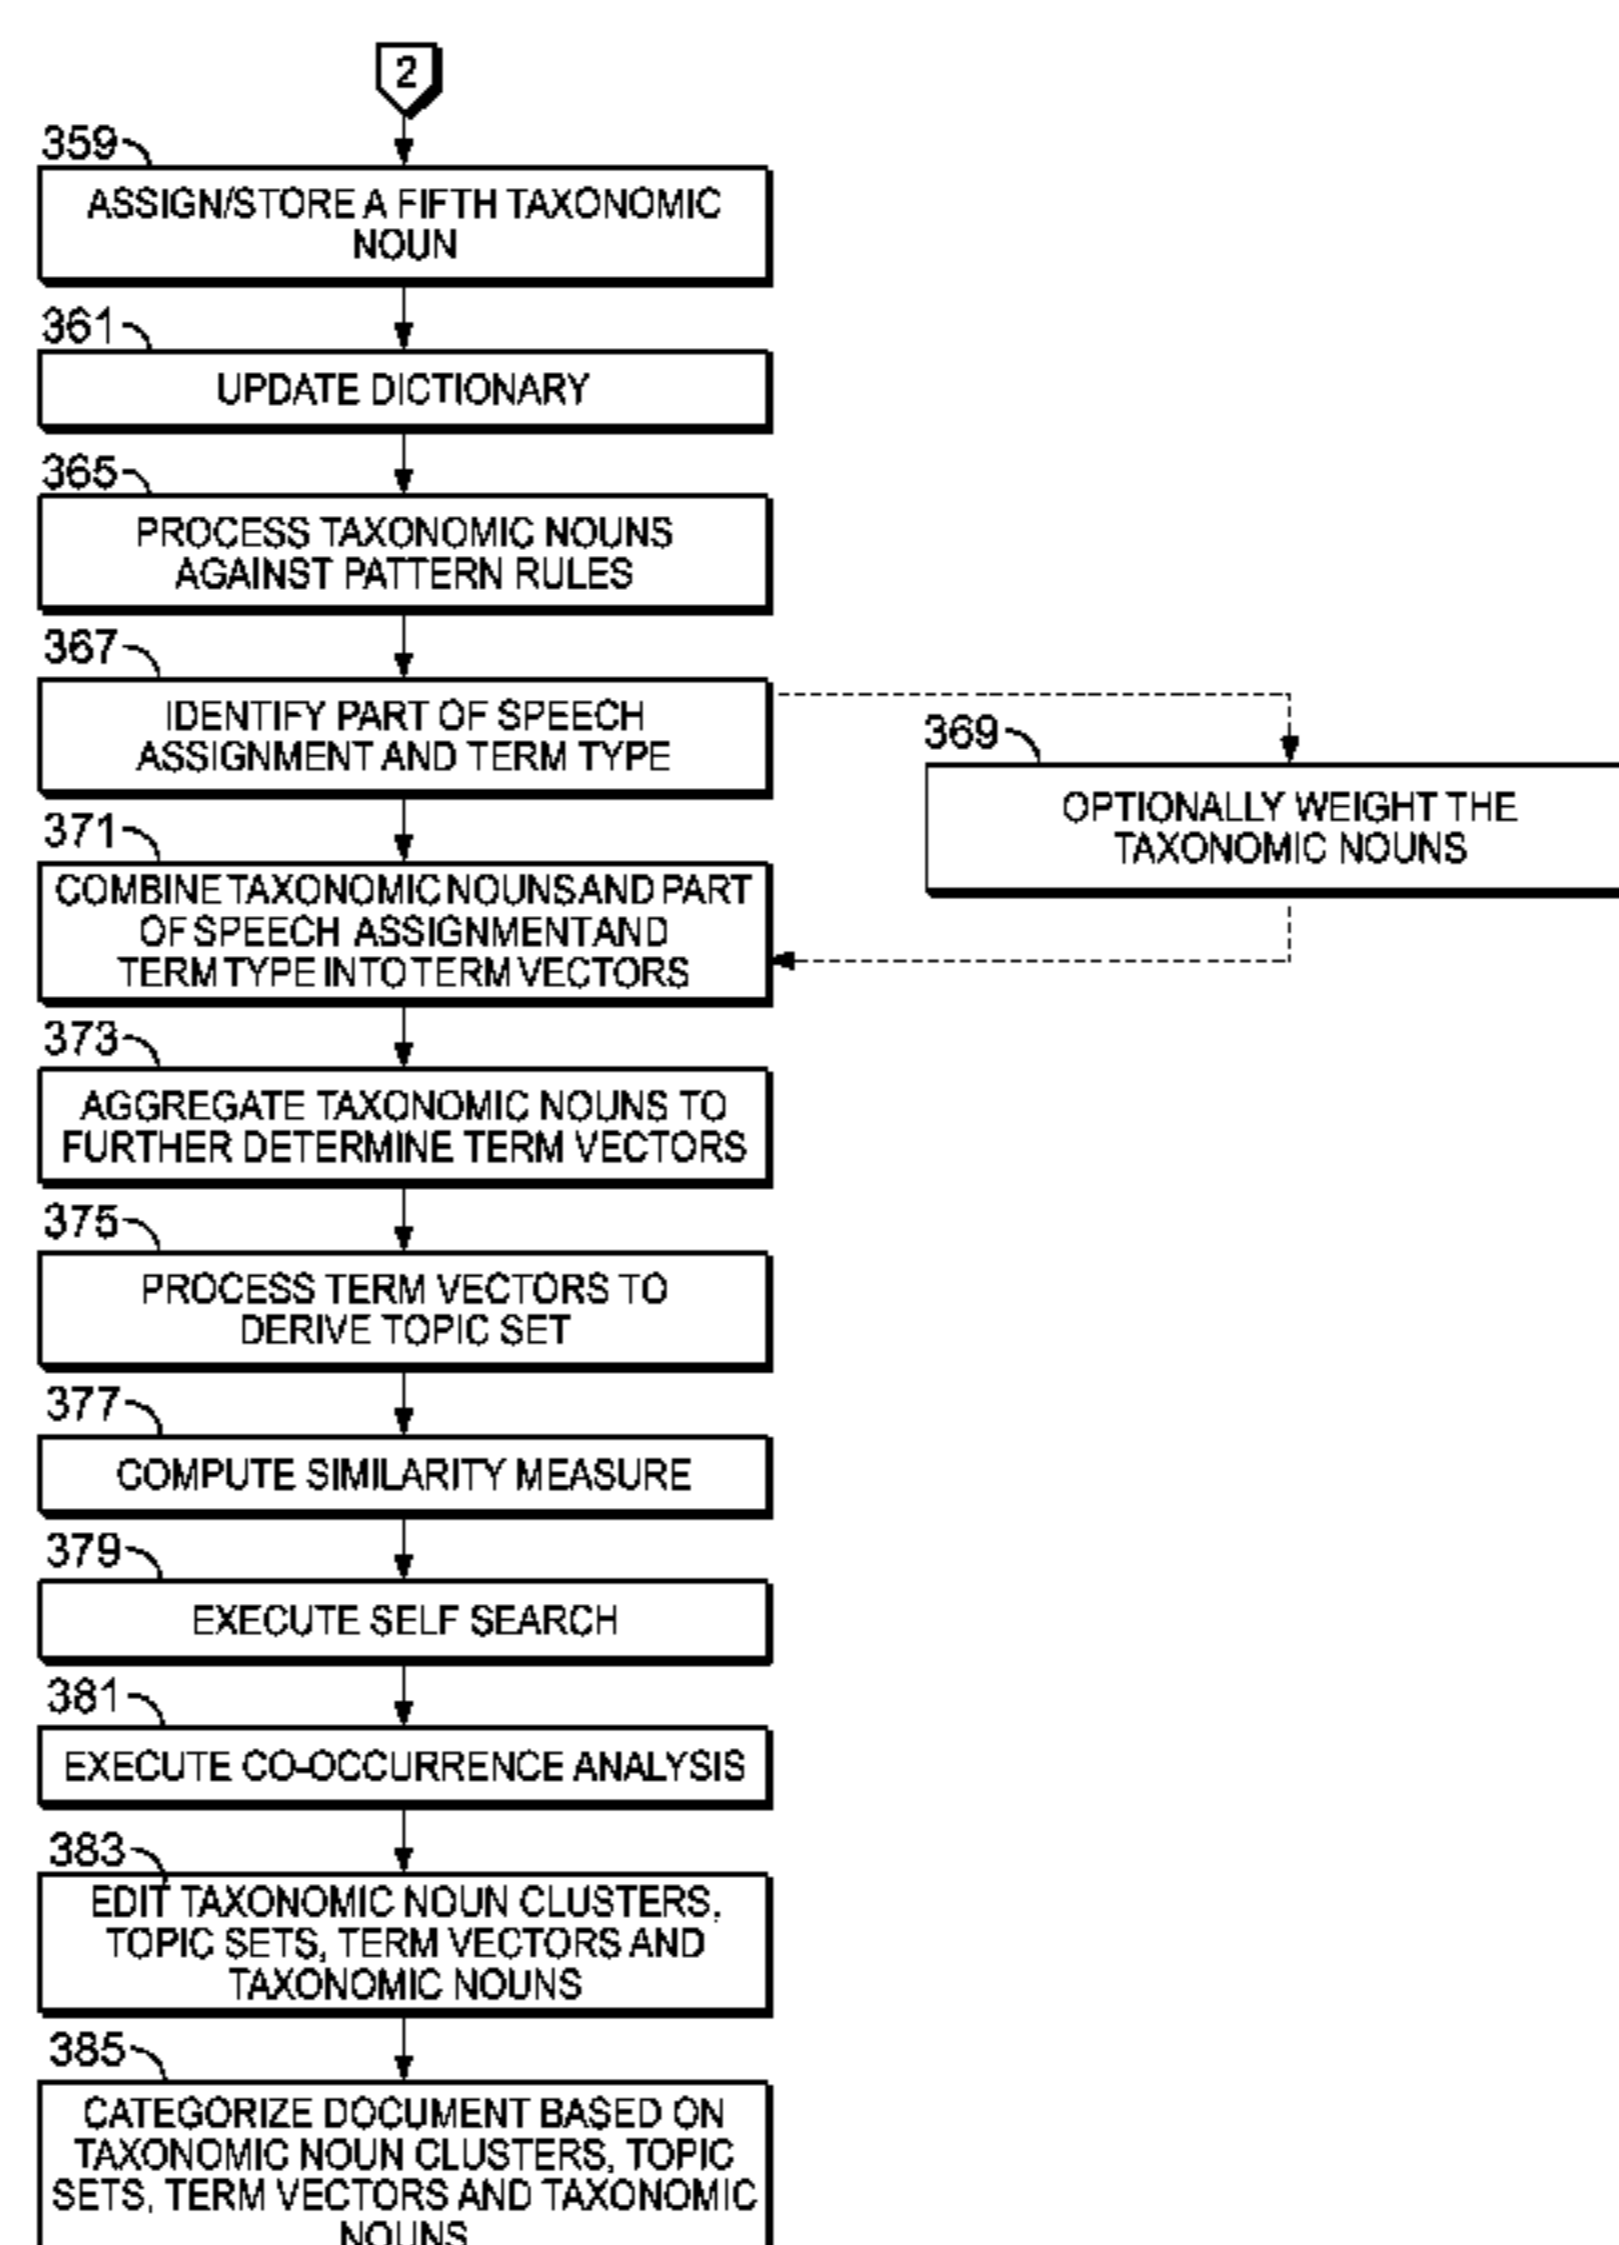 2
359
ASSIGN/STORE A FIFTH TAXONOMIC
NOUN
361
UPDATE DICTIONARY
365
PROCESS TAXONOMIC NOUNS
AGAINST PATTERN RULES
367
IDENTIFY PART OF SPEECH
ASSIGNMENT AND TERM TYPE
369
OPTIONALLY WEIGHT THE
TAXONOMIC NOUNS
371
COMBINE TAXONOMIC NOUNS AND PART
OF SPEECH ASSIGNMENT AND
TERM TYPE INTO TERM VECTORS
373
AGGREGATE TAXONOMIC NOUNS TO
FURTHER DETERMINE TERM VECTORS
375
PROCESS TERM VECTORS TO
DERIVE TOPIC SET
377
COMPUTE SIMILARITY MEASURE
379
EXECUTE SELF SEARCH
381
EXECUTE CO-OCCURRENCE ANALYSIS
383
EDIT TAXONOMIC NOUN CLUSTERS,
TOPIC SETS, TERM VECTORS AND
TAXONOMIC NOUNS
385
CATEGORIZE DOCUMENT BASED ON
TAXONOMIC NOUN CLUSTERS, TOPIC
SETS, TERM VECTORS AND TAXONOMIC
NOUNS